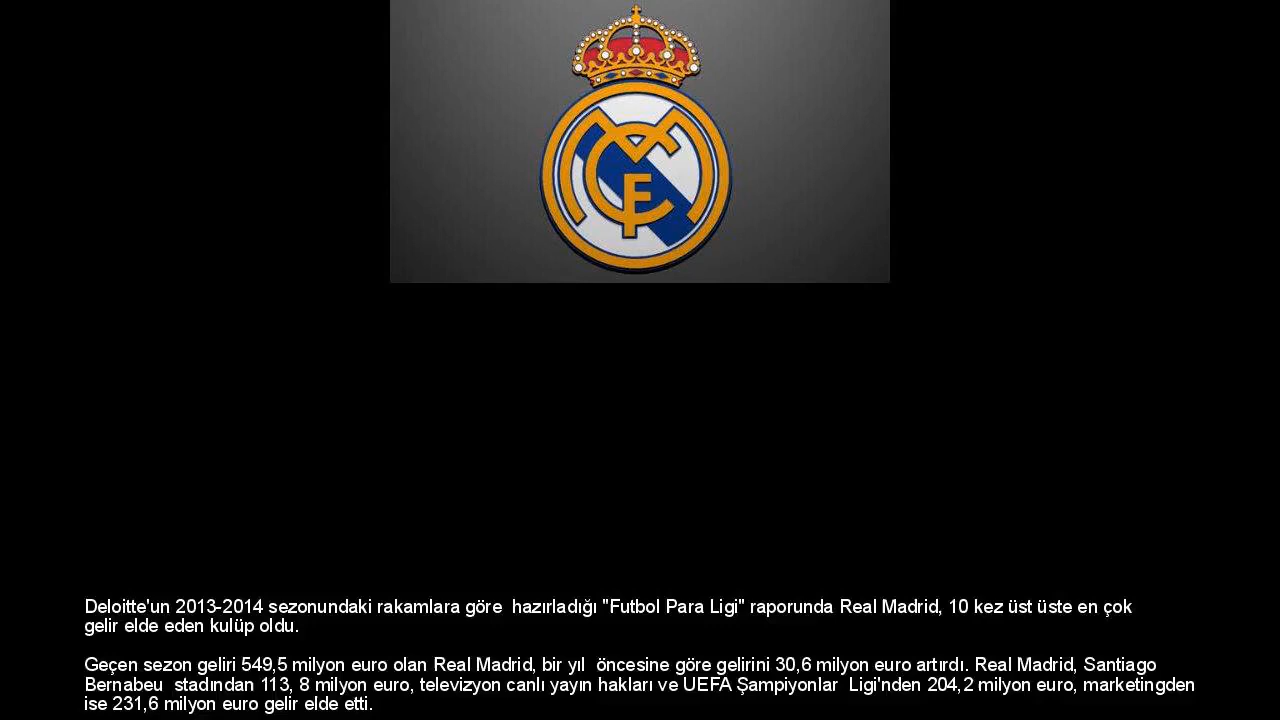 Deloitte'un 2013-2014 sezonundaki rakamlara göre  hazırladığı "Futbol Para Ligi" raporunda Real Madrid, 10 kez üst üste en çok
gelir elde eden kulüp oldu.
Geçen sezon geliri 549,5 milyon euro olan Real Madrid, bir yıl  öncesine göre gelirini 30,6 milyon euro artırdı. Real Madrid, Santiago
Bernabeu  stadından 113, 8 milyon euro, televizyon canlı yayın hakları ve UEFA Şampiyonlar  Ligi'nden 204,2 milyon euro, marketingden
ise 231,6 milyon euro gelir elde etti.